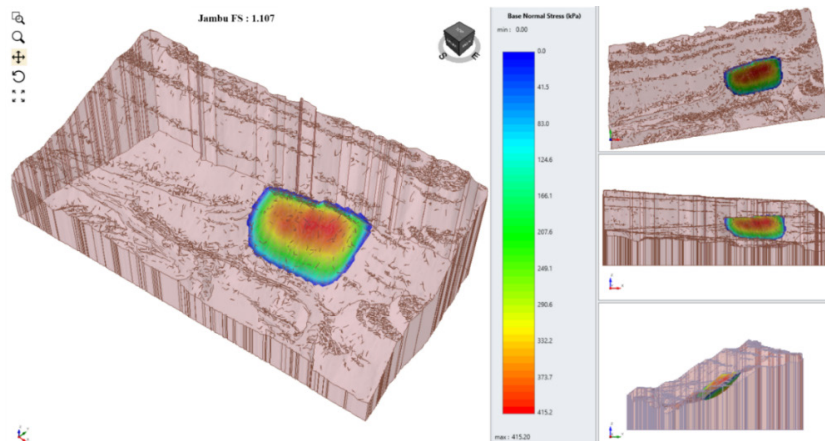 Jambu FS : 1.107
S
E
Base Normal Stress (kPa)
min : 0.00
0.0
41.5
83.0
124.6
166.1
207.6
249.1
290.6
332.2
373.7
415.2
max : 415.20